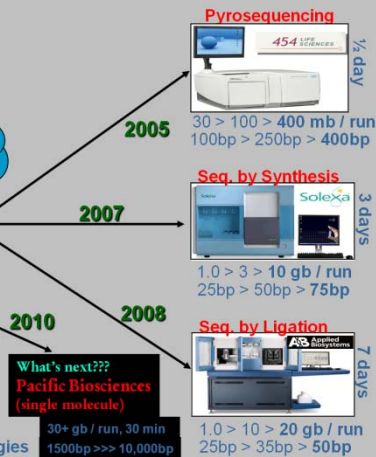 Pyrosequencing
454 LIFE SCIENCES
½ day
30 > 100 > 400 mb / run
100bp > 250bp > 400bp
2005
Seq. by Synthesis
Solexa
3 days
2007
1.0 > 3 > 10 gb / run
25bp > 50bp > 75bp
2008
2010
Seq. by Ligation
AB Applied Biosystems
7 days
What's next???
Pacific Biosciences
(single molecule)
30+ gb / run, 30 min
1500bp >>> 10,000bp
1.0 > 10 > 20 gb / run
25bp > 35bp > 50bp
gies